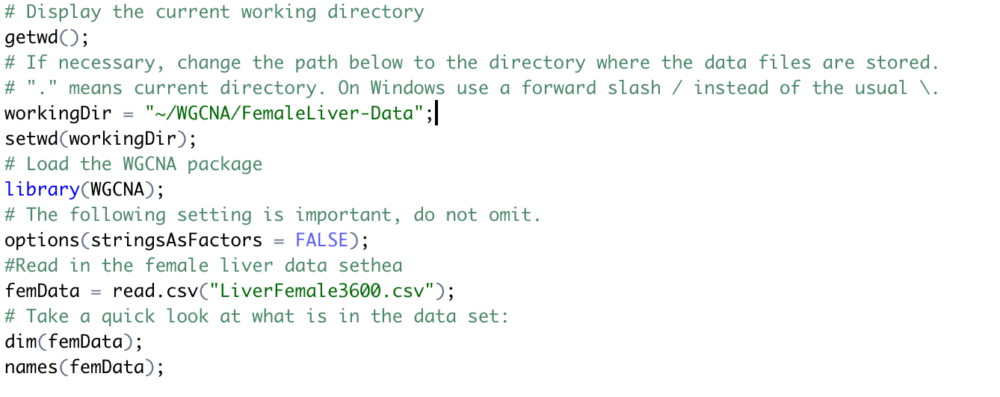 # Display the current working directory
getwd();
# If necessary, change the path below to the directory where the data files are stored.
# "." means current directory. On Windows use a forward slash / instead of the usual \.
workingDir = "~/WGCNA/FemaleLiver-Data";
setwd(workingDir);
# Load the WGCNA package
library(WGCNA);
# The following setting is important, do not omit.
options(stringsAsFactors = FALSE);
#Read in the female liver data sethea
femData = read.csv("LiverFemale3600.csv");
# Take a quick look at what is in the data set:
dim(femData);
names(femData);